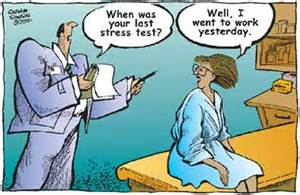 When was
your last
stress test?
Well, I
went to work
yesterday.